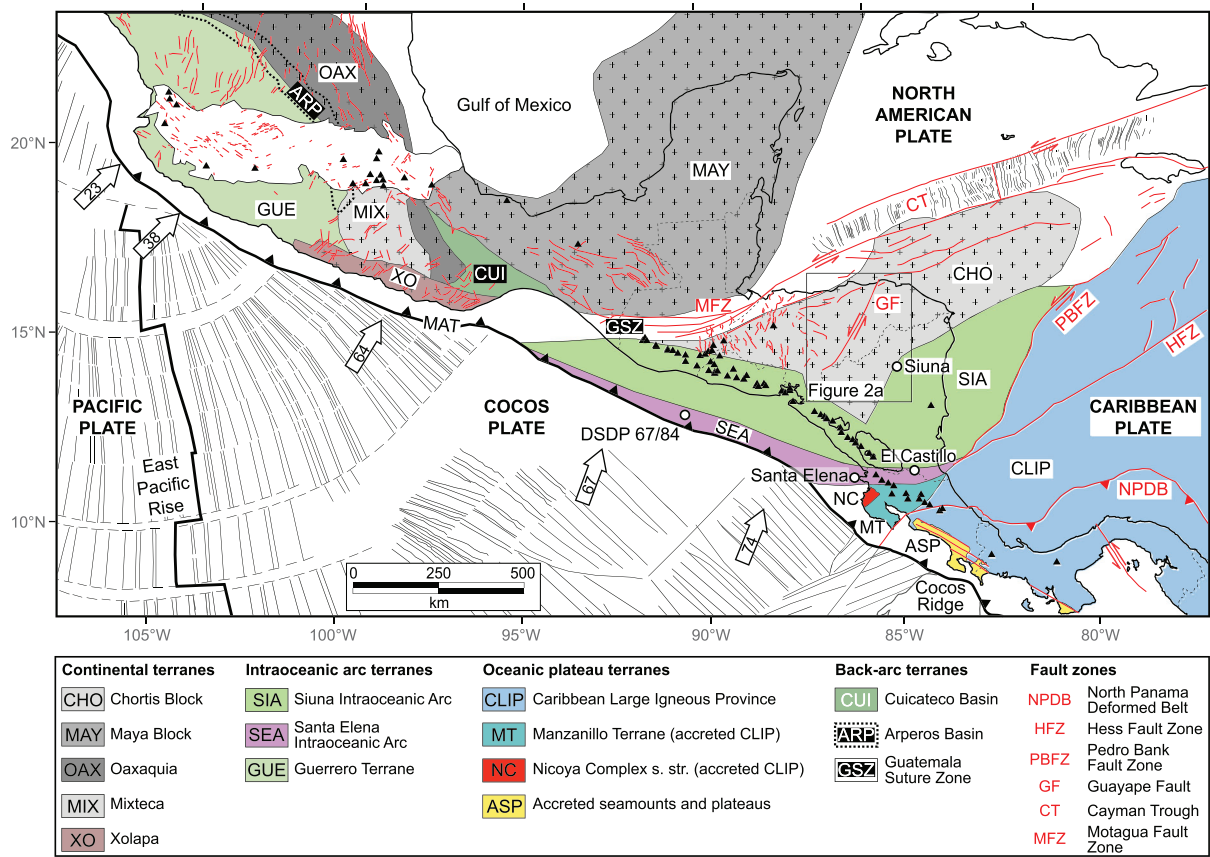 OAX
ARP
Gulf of Mexico
NORTH
AMERICAN
PLATE
20°N
MAY
23
CT
GUE
MIX
38
CUI
CHO
XO
MFZ
GF
PBFZ
MAT
GSZ
HFZ
15°N
64
Siuna
SIA
Figure 2a
PACIFIC
PLATE
COCOS
PLATE
CARIBBEAN
PLATE
SEA
DSDP 67/84
El Castillo
East
Pacific
Rise
67
Santa Elena
CLIP
NC
NPDB
10°N
MT
74
ASP
0 250 500
km
Cocos
Ridge
105°W 100°W 95°W 90°W 85°W 80°W
Continental terranes
CHO Chortis Block
MAY Maya Block
OAX Oaxaquia
MIX Mixteca
XO Xolapa
Intraoceanic arc terranes
SIA Siuna Intraoceanic Arc
SEA Santa Elena
Intraoceanic Arc
GUE Guerrero Terrane
Oceanic plateau terranes
CLIP Caribbean Large Igneous Province
MT Manzanillo Terrane (accreted CLIP)
NC Nicoya Complex s. str. (accreted CLIP)
ASP Accreted seamounts and plateaus
Back-arc terranes
CUI Cuicateco Basin
ARP Arperos Basin
GSZ Guatemala
Suture Zone
Fault zones
NPDB North Panama
Deformed Belt
HFZ Hess Fault Zone
PBFZ Pedro Bank
Fault Zone
GF Guayape Fault
CT Cayman Trough
MFZ Motagua Fault
Zone